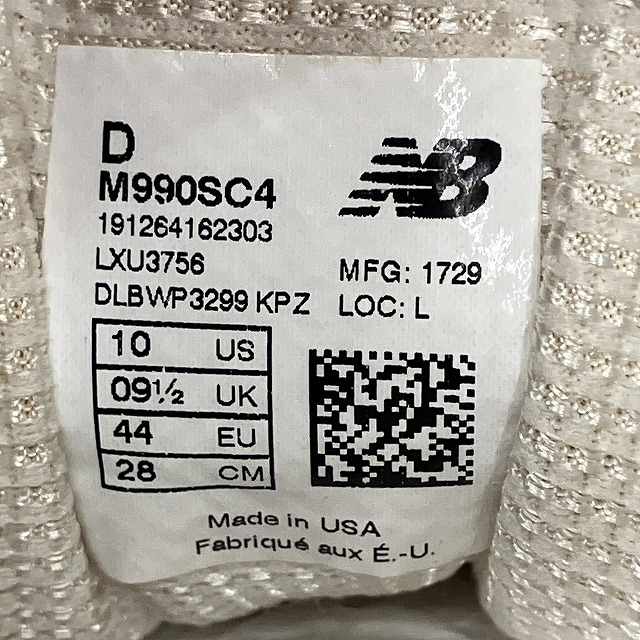 D
M990SC4
191264162303
LXU3756
DLBWP3299 KPZ
NB
MFG: 1729
LOC: L
10 US
09½ UK
44 EU
28 CM
Made in USA
Fabriqué aux É.-U.